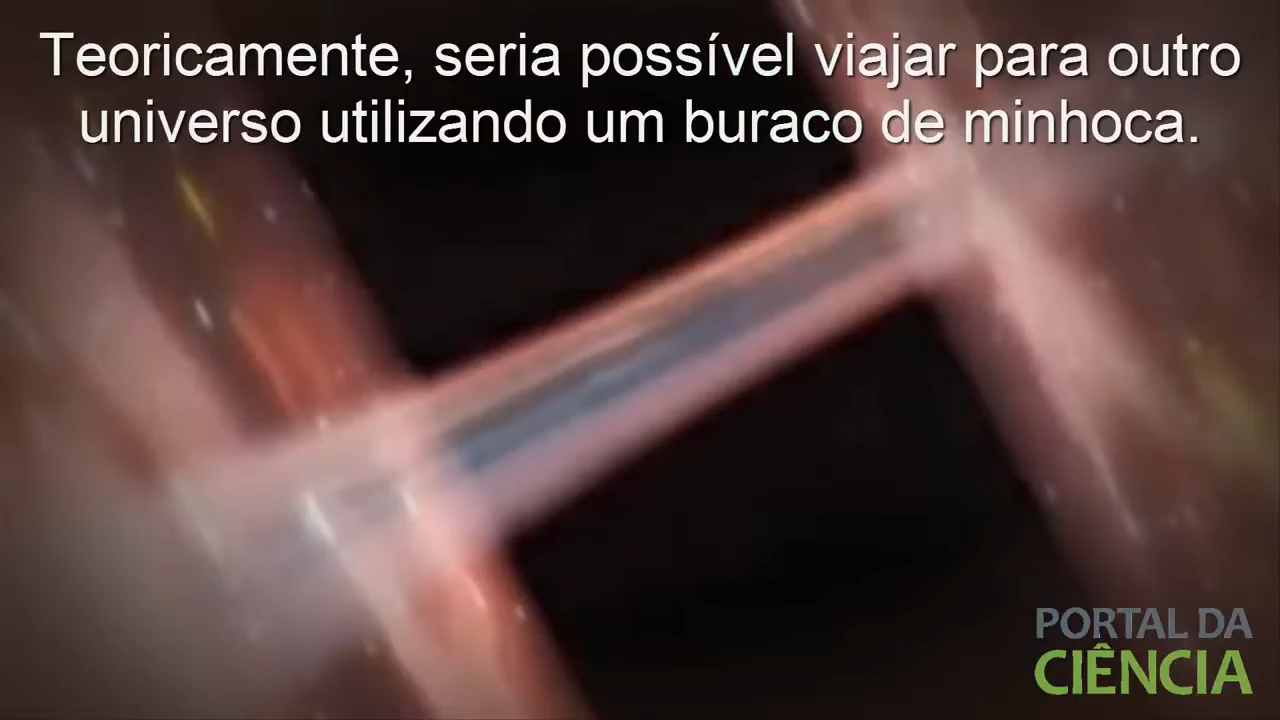 Teoricamente, seria possível viajar para outro
universo utilizando um buraco de minhoca.
PORTAL DA
CIÊNCIA